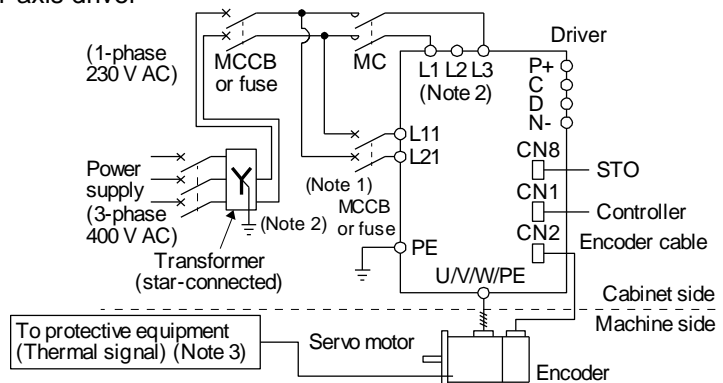 axis driver
(1-phase
230 V AC)
MCCB
or fuse
MC
L1 L2 L3
(Note 2)
Driver
P+
C
D
N-
L11
L21
(Note 1)
MCCB
or fuse
CN8
STO
CN1
Controller
CN2
Encoder cable
Power
supply
(3-phase
400 V AC)
(Note 2)
Transformer
(star-connected)
PE
U/V/W/PE
Cabinet side
Machine side
To protective equipment
(Thermal signal) (Note 3)
Servo motor
Encoder